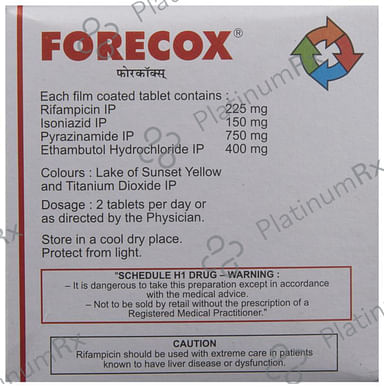 FORECOX®
फोरकॉक्स्
Each film coated tablet contains :
Rifampicin IP 225 mg
Isoniazid IP 150 mg
Pyrazinamide IP 750 mg
Ethambutol Hydrochloride IP 400 mg
Colours : Lake of Sunset Yellow
and Titanium Dioxide IP
Dosage : 2 tablets per day or
as directed by the Physician.
Store in a cool dry place.
Protect from light.
"SCHEDULE H1 DRUG – WARNING :
– It is dangerous to take this preparation except in accordance
with the medical advice.
– Not to be sold by retail without the prescription of a
Registered Medical Practitioner."
CAUTION
Rifampicin should be used with extreme care in patients
known to have liver disease or dysfunction.
PlatinumRx
PlatinumRx
PlatinumRx
PlatinumRx